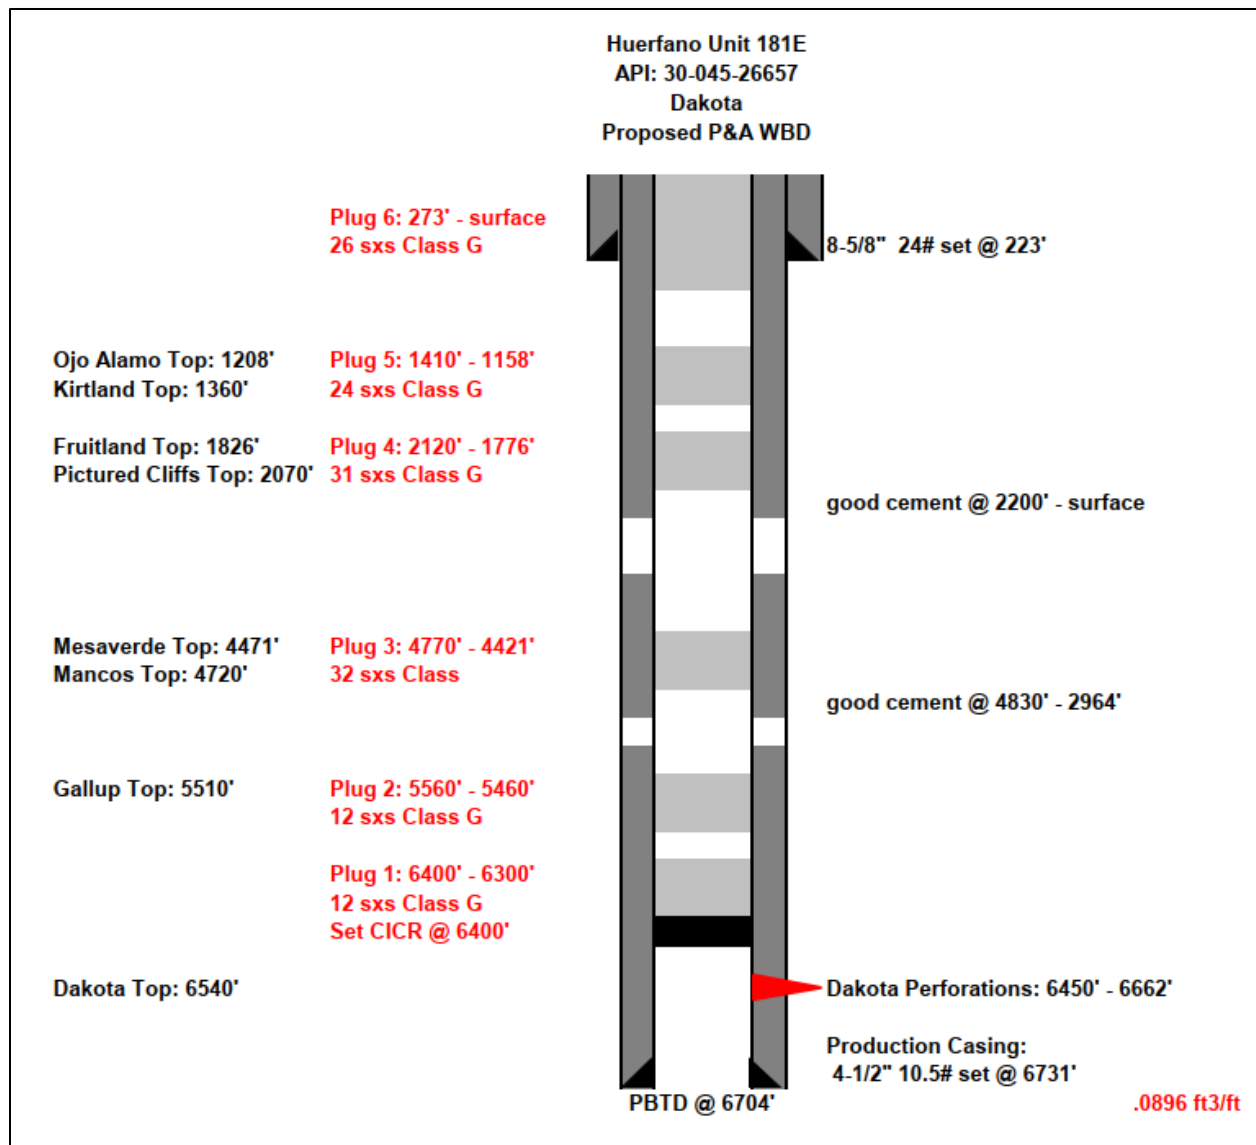 Huerfano Unit 181E
API: 30-045-26657
Dakota
Proposed P&A WBD
Plug 6: 273' - surface
26 sxs Class G
8-5/8" 24# set @ 223'
Ojo Alamo Top: 1208'
Kirtland Top: 1360'
Plug 5: 1410' - 1158'
24 sxs Class G
Fruitland Top: 1826'
Pictured Cliffs Top: 2070'
Plug 4: 2120' - 1776'
31 sxs Class G
good cement @ 2200' - surface
Mesaverde Top: 4471'
Mancos Top: 4720'
Plug 3: 4770' - 4421'
32 sxs Class
good cement @ 4830' - 2964'
Gallup Top: 5510'
Plug 2: 5560' - 5460'
12 sxs Class G
Plug 1: 6400' - 6300'
12 sxs Class G
Set CICR @ 6400'
Dakota Top: 6540'
Dakota Perforations: 6450' - 6662'
Production Casing:
4-1/2" 10.5# set @ 6731'
PBTD @ 6704'
.0896 ft3/ft